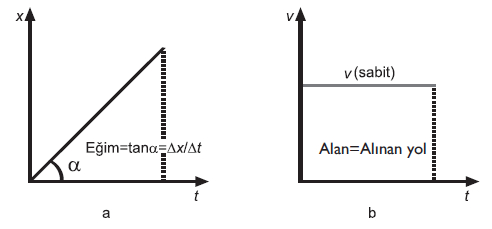 x
Eğim=tanα=Δx/Δt
α
t
a
v
v (sabit)
Alan=Alınan yol
t
b